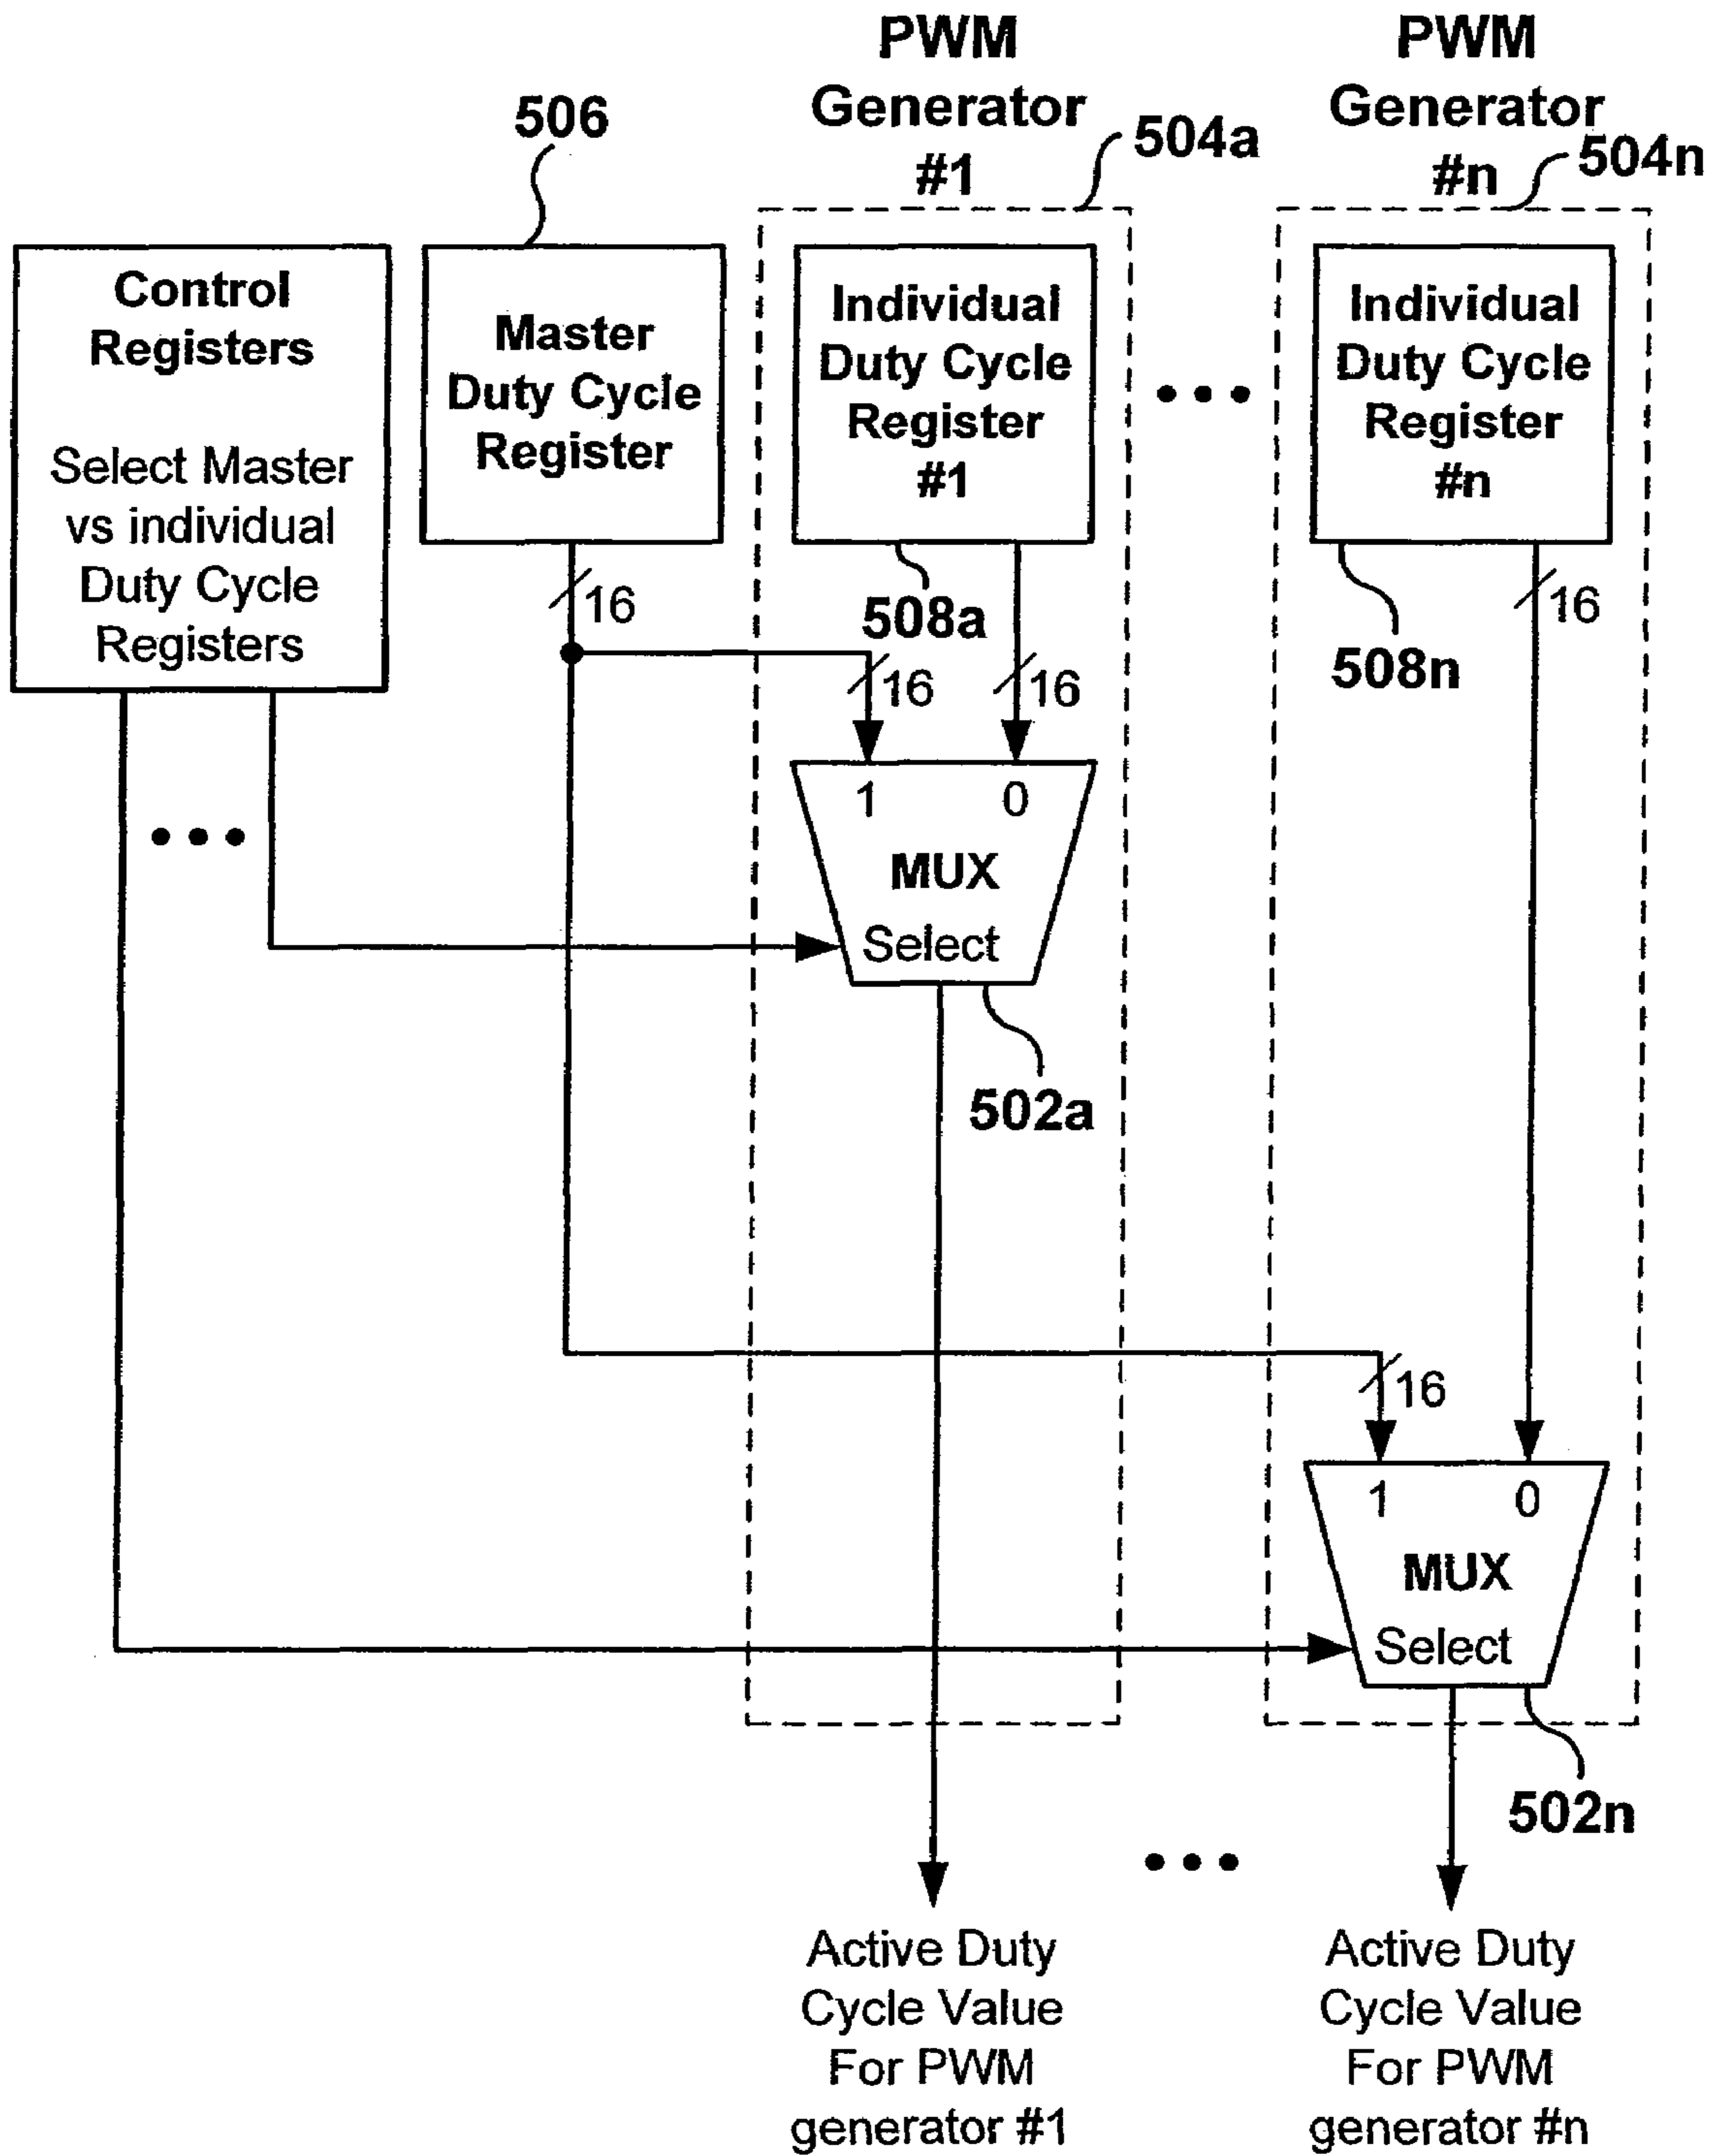 PWM
Generator
#1
504a
PWM
Generator
#n
504n
506
Control
Registers
Select Master
vs individual
Duty Cycle
Registers
Master
Duty Cycle
Register
Individual
Duty Cycle
Register
#1
Individual
Duty Cycle
Register
#n
16
508a
16
508n
16
16
1 0
MUX
Select
502a
16
1 0
MUX
Select
502n
Active Duty
Cycle Value
For PWM
generator #1
Active Duty
Cycle Value
For PWM
generator #n